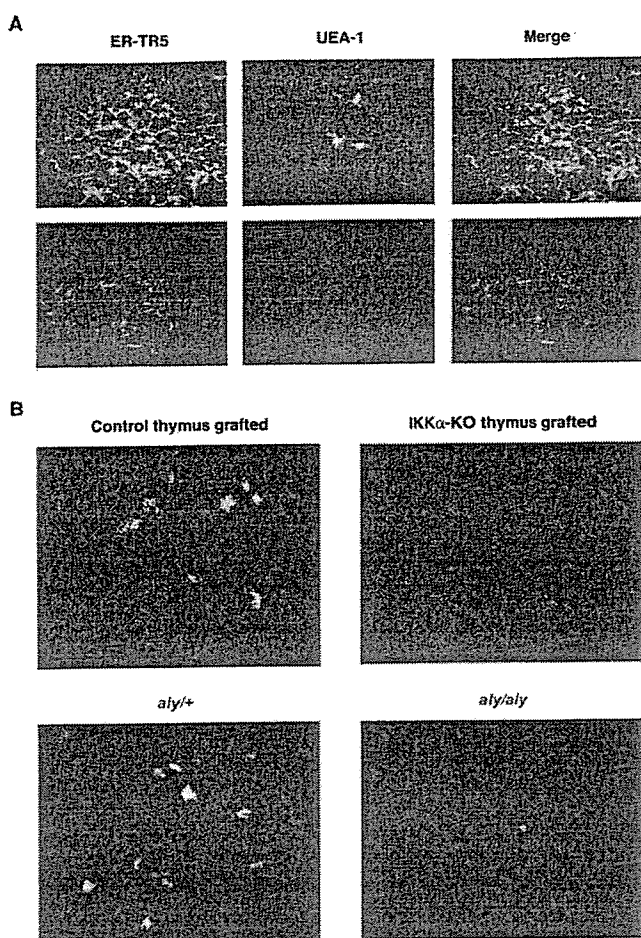 A
ER-TR5 UEA-1 Merge
B
Control thymus grafted IKKα-KO thymus grafted
aly/+ aly/aly